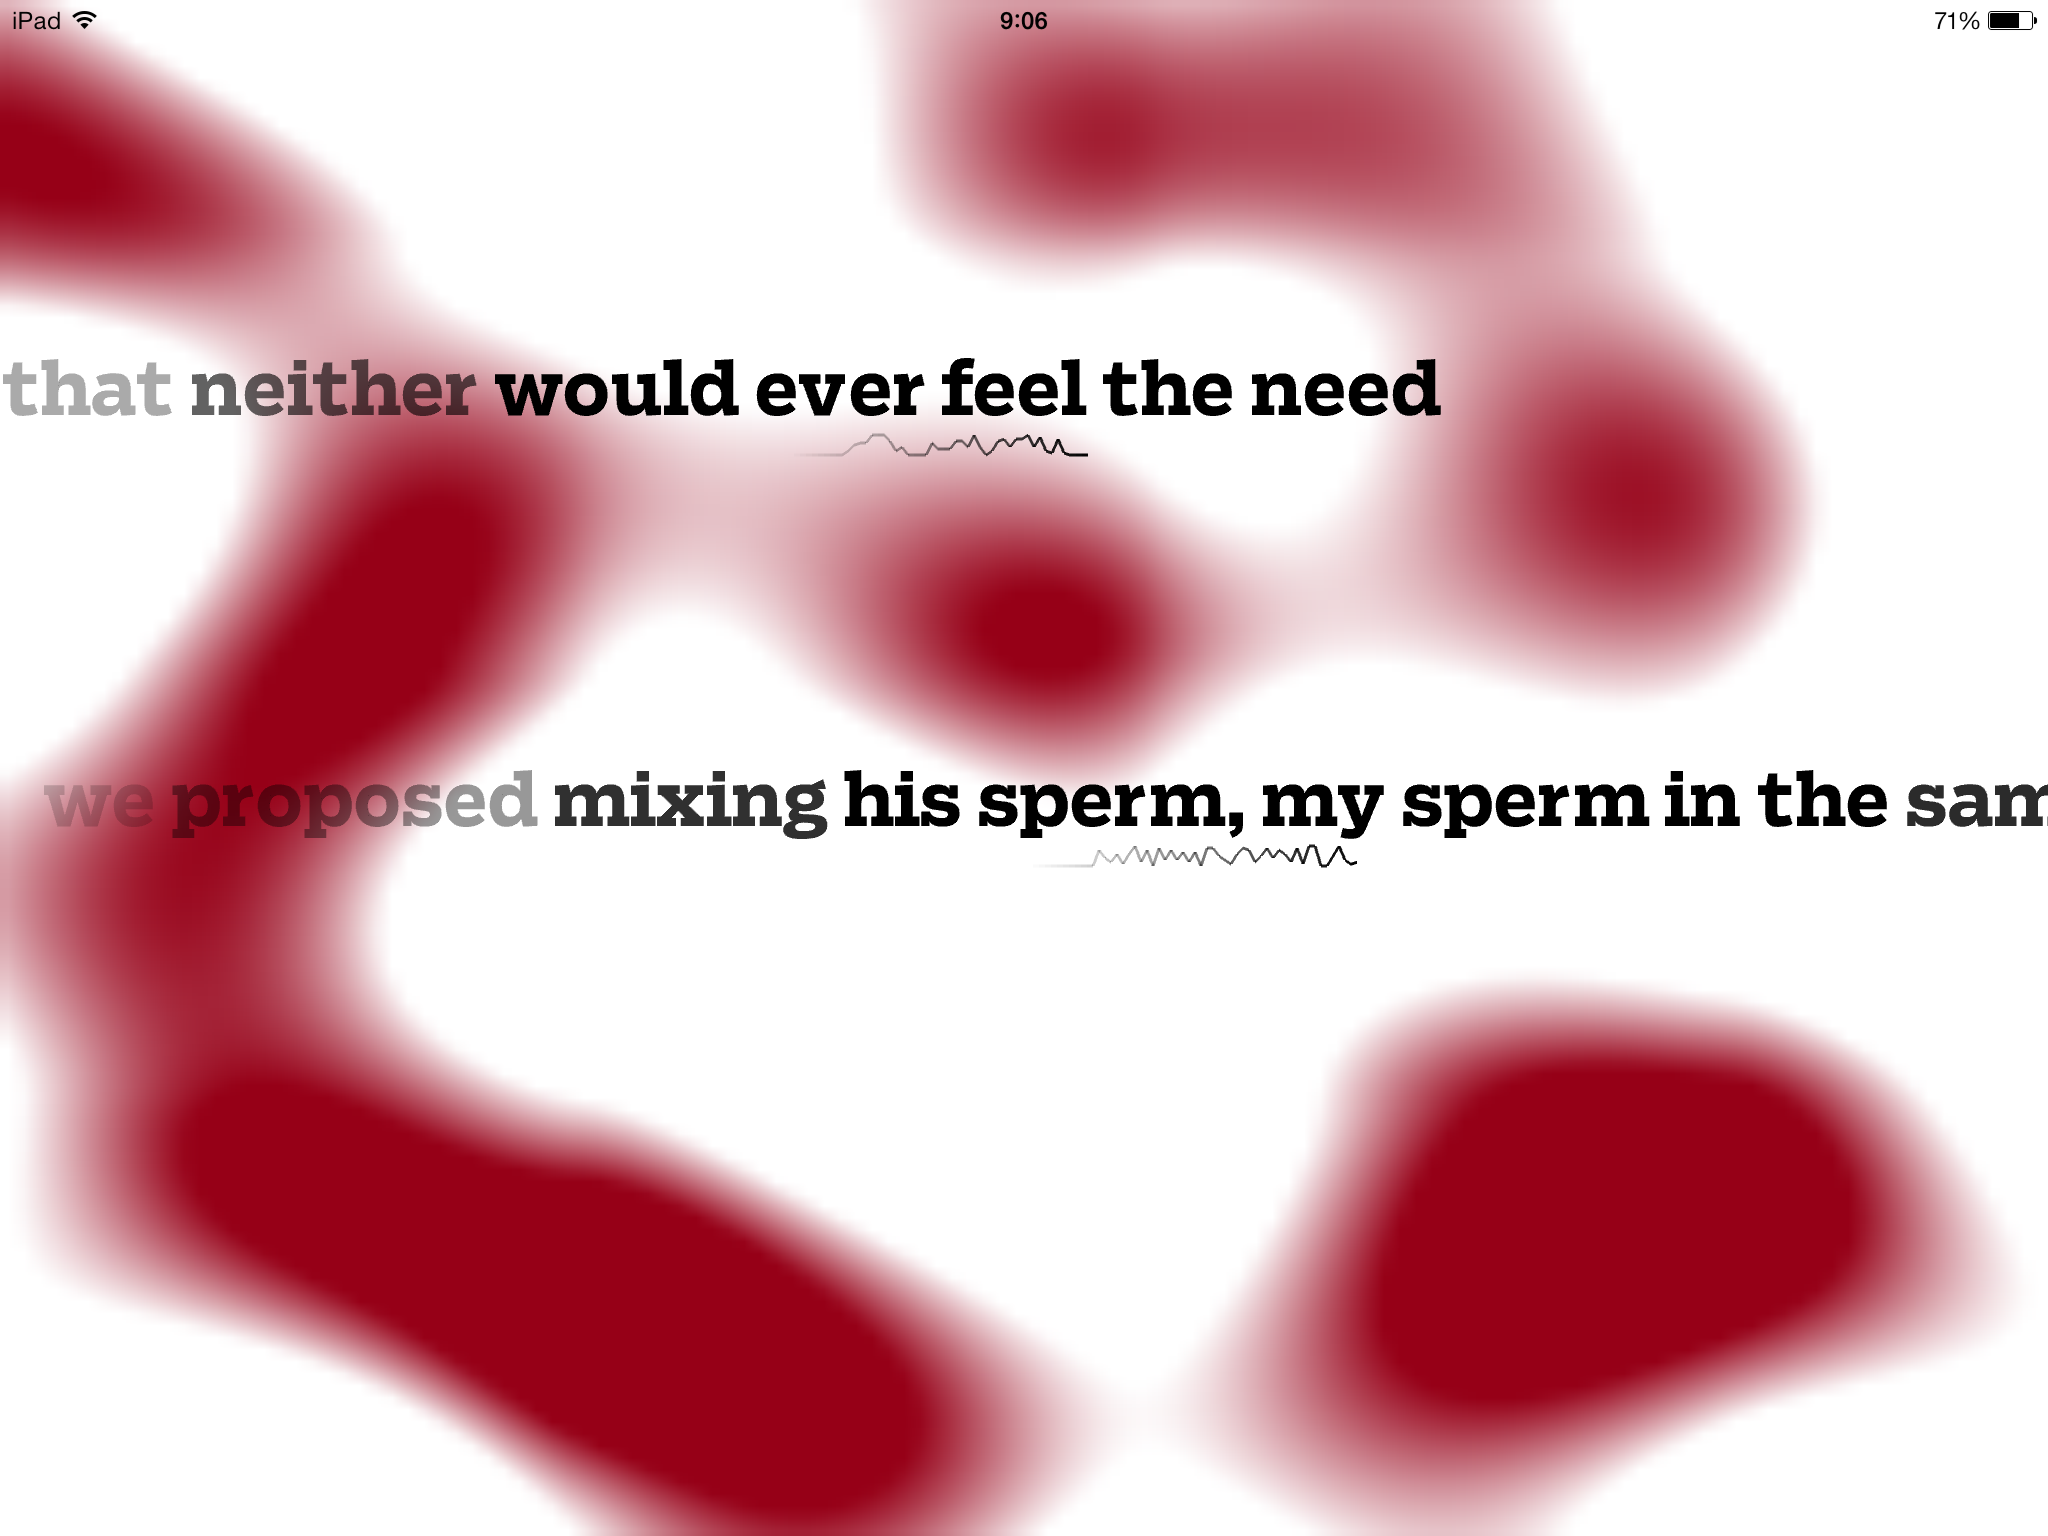 iPad 9:06 71%
that neither would ever feel the need
we proposed mixing his sperm, my sperm in the sam